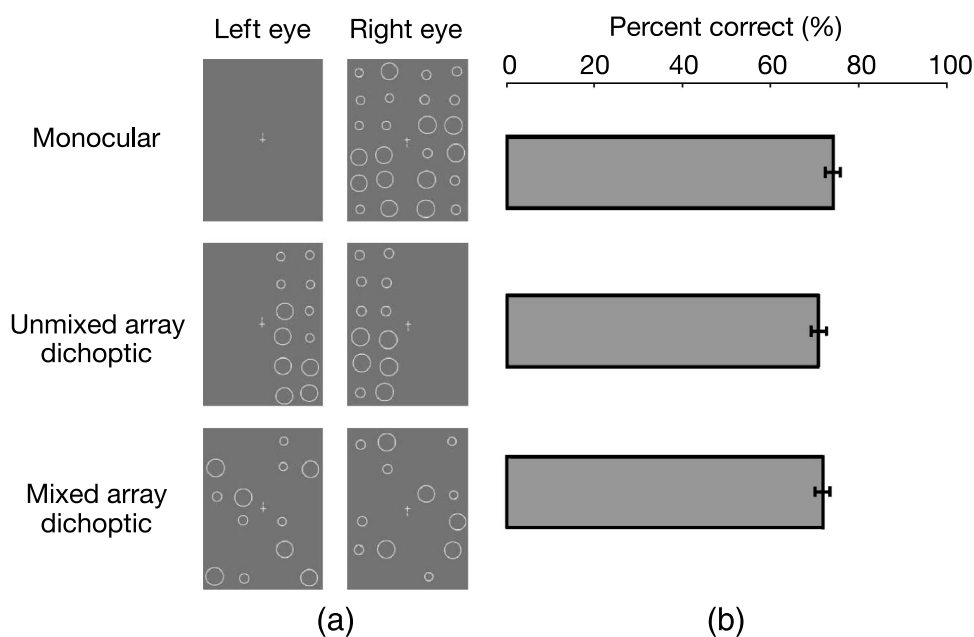 Left eye
Right eye
Percent correct (%)
0 20 40 60 80 100
Monocular
Unmixed array
dichoptic
Mixed array
dichoptic
(a)
(b)